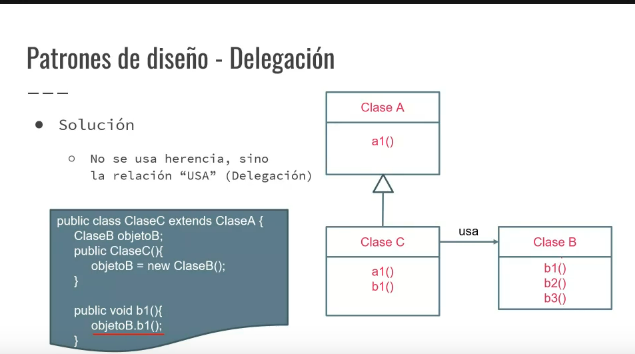 Patrones de diseño - Delegación
Solución
No se usa herencia, sino
la relación “USA” (Delegación)
public class ClaseC extends ClaseA {
ClaseB objetoB;
public ClaseC(){
objetoB = new ClaseB();
}
public void b1(){
objetoB.b1();
}
Clase A
a1()
Clase C
a1()
b1()
usa
Clase B
b1()
b2()
b3()